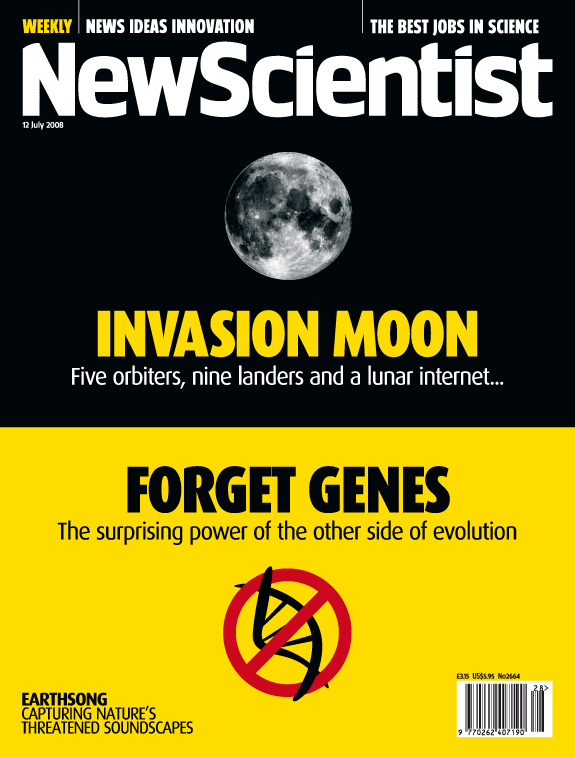 WEEKLY NEWS IDEAS INNOVATION THE BEST JOBS IN SCIENCE
NewScientist
12 July 2008
INVASION MOON
Five orbiters, nine landers and a lunar internet...
FORGET GENES
The surprising power of the other side of evolution
£3.15 US$5.95 No2664
28>
9 770262 407190
EARTHSONG
CAPTURING NATURE'S
THREATENED SOUNDSCAPES